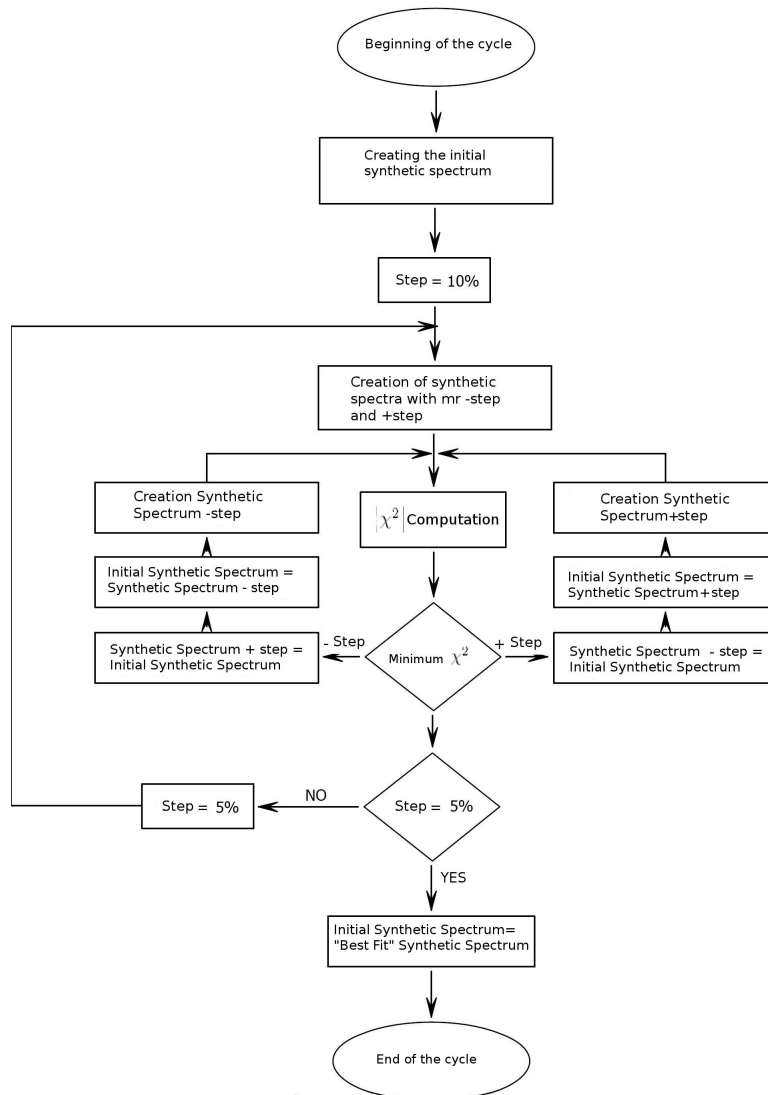 Beginning of the cycle
Creating the initial
synthetic spectrum
Step = 10%
Creation of synthetic
spectra with mr -step
and +step
Creation Synthetic
Spectrum -step
|χ²| Computation
Creation Synthetic
Spectrum+step
Initial Synthetic Spectrum =
Synthetic Spectrum - step
Initial Synthetic Spectrum =
Synthetic Spectrum+step
Synthetic Spectrum + step =
Initial Synthetic Spectrum
- Step
Minimum χ²
+ Step
Synthetic Spectrum - step =
Initial Synthetic Spectrum
Step = 5%
NO
Step = 5%
YES
Initial Synthetic Spectrum=
"Best Fit" Synthetic Spectrum
End of the cycle